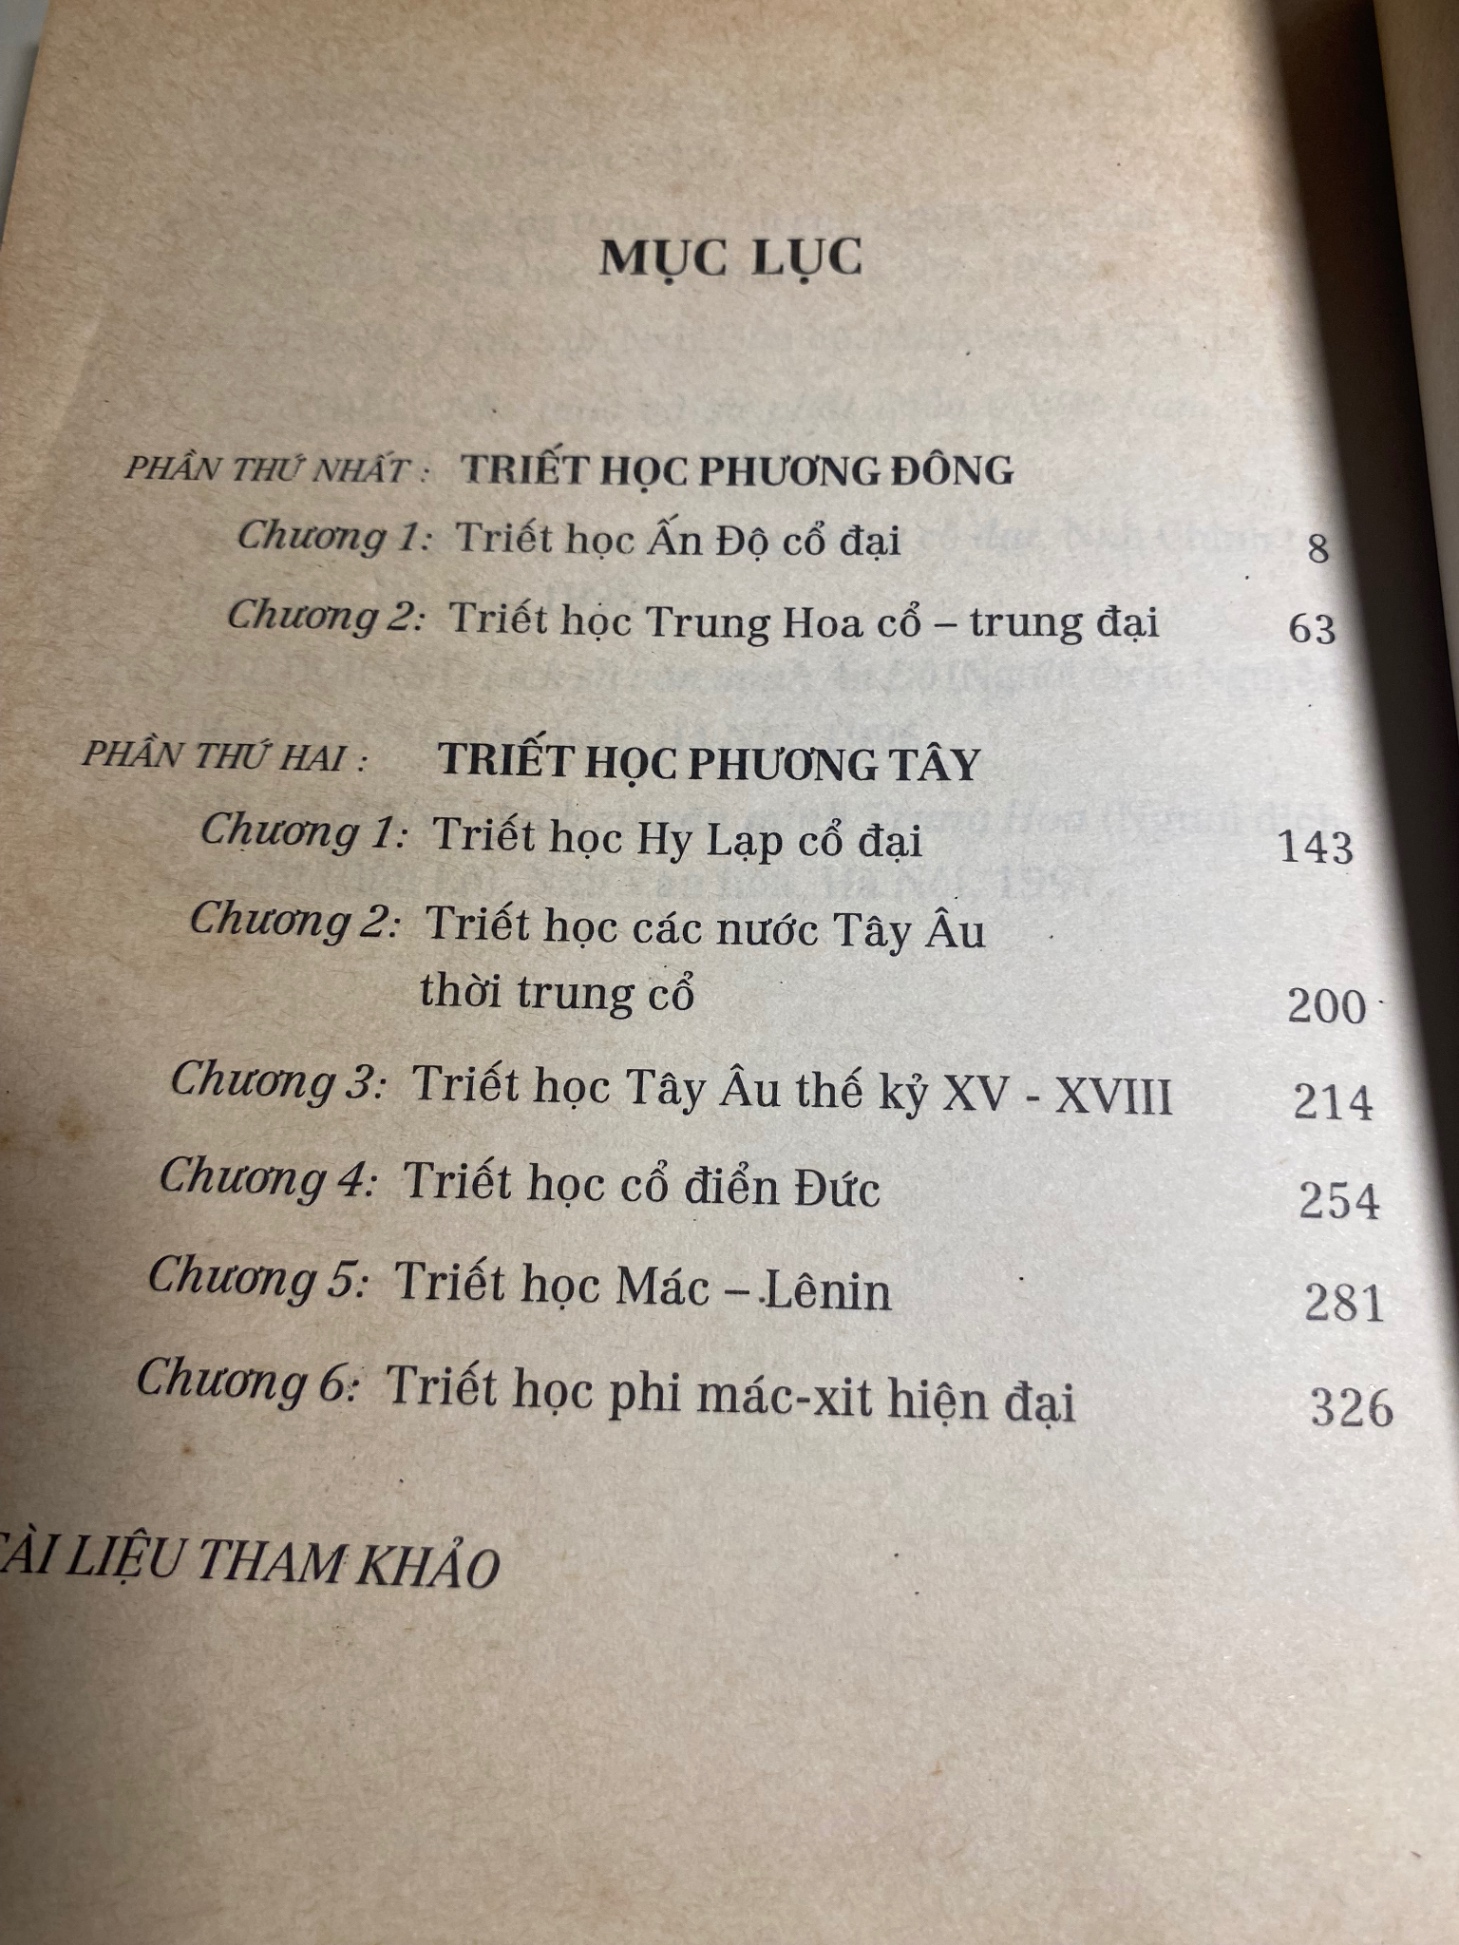 MỤC LỤC
PHẦN THỨ NHẤT : TRIẾT HỌC PHƯƠNG ĐÔNG
Chương 1: Triết học Ấn Độ cổ đại 8
Chương 2: Triết học Trung Hoa cổ – trung đại 63
PHẦN THỨ HAI : TRIẾT HỌC PHƯƠNG TÂY
Chương 1: Triết học Hy Lạp cổ đại 143
Chương 2: Triết học các nước Tây Âu
thời trung cổ 200
Chương 3: Triết học Tây Âu thế kỷ XV - XVIII 214
Chương 4: Triết học cổ điển Đức 254
Chương 5: Triết học Mác – Lênin 281
Chương 6: Triết học phi mác-xit hiện đại 326
TÀI LIỆU THAM KHẢO